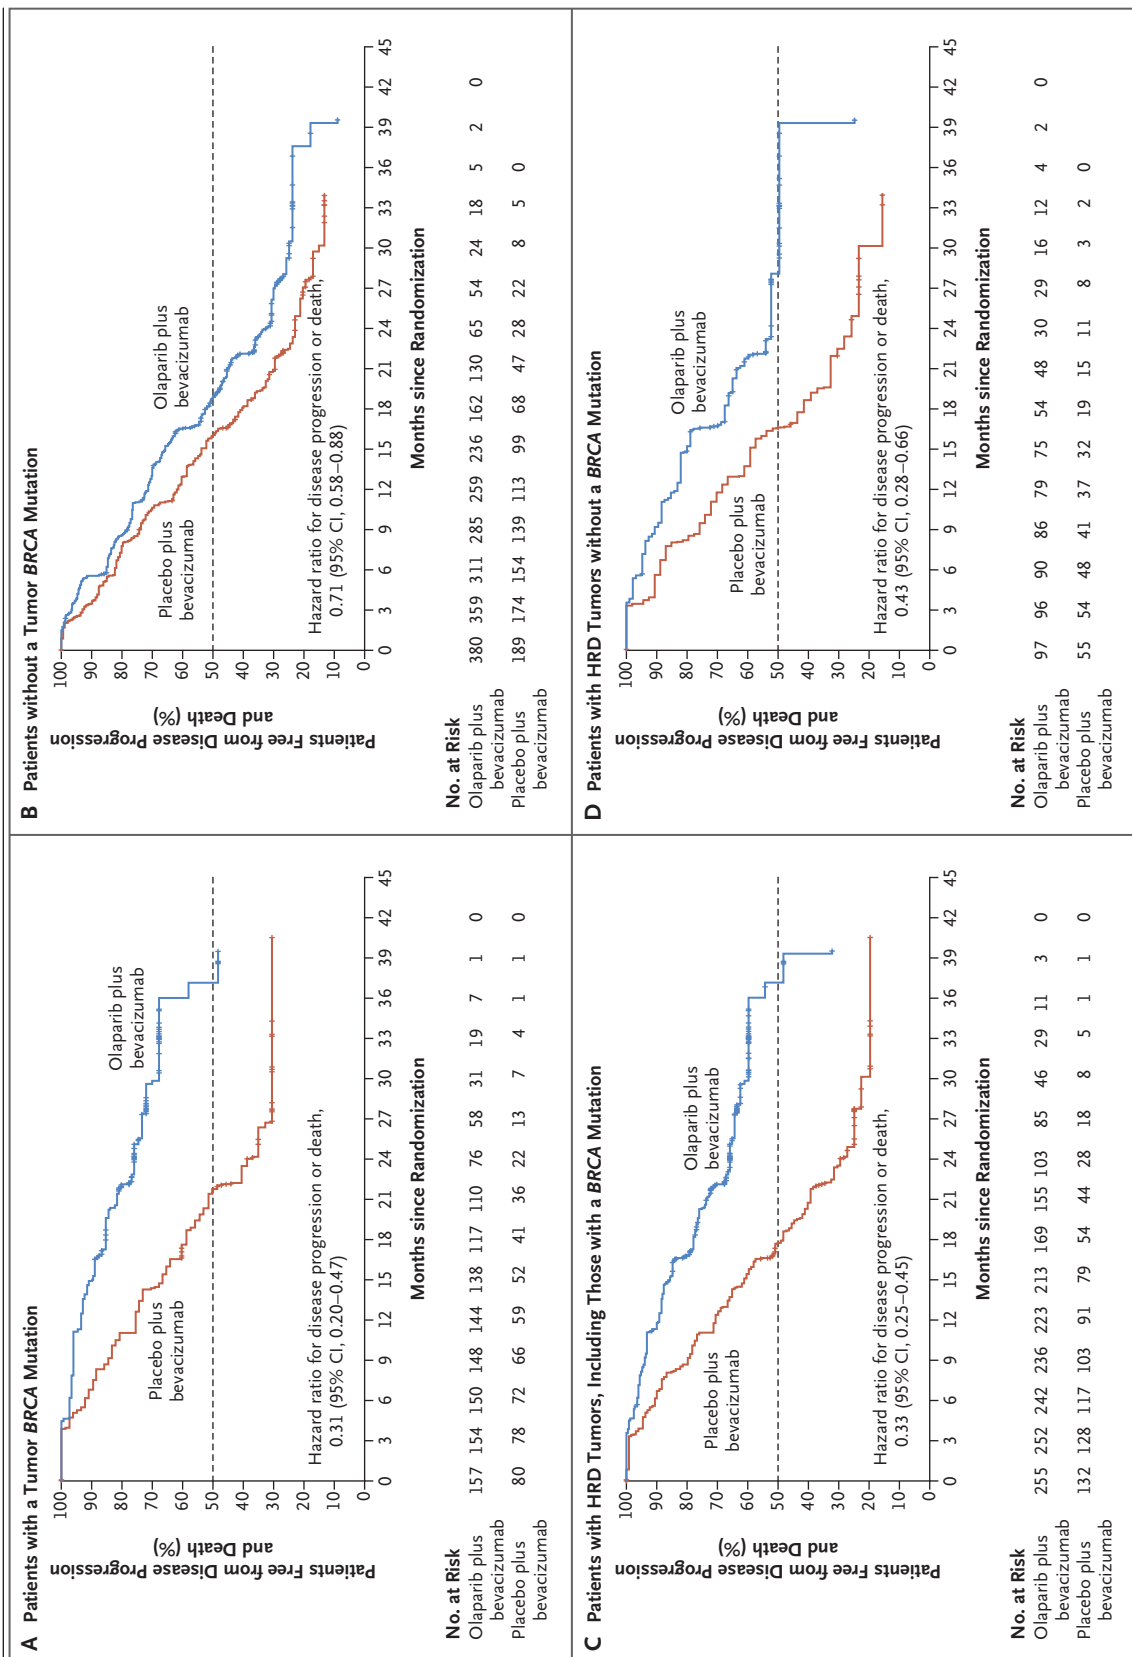 A Patients with a Tumor BRCA Mutation
Patients Free from Disease Progression
and Death (%)
100
90
80
70
60
50
40
30
20
10
0
Olaparib plus
bevacizumab
Placebo plus
bevacizumab
Hazard ratio for disease progression or death,
0.31 (95% CI, 0.20–0.47)
0 3 6 9 12 15 18 21 24 27 30 33 36 39 42 45
Months since Randomization
No. at Risk
Olaparib plus
bevacizumab
157 154 150 148 144 138 117 110 76 58 31 19 7 1 0
Placebo plus
bevacizumab
80 78 72 66 59 52 41 36 22 13 7 4 1 1 0
B Patients without a Tumor BRCA Mutation
Patients Free from Disease Progression
and Death (%)
100
90
80
70
60
50
40
30
20
10
0
Olaparib plus
bevacizumab
Placebo plus
bevacizumab
Hazard ratio for disease progression or death,
0.71 (95% CI, 0.58–0.88)
0 3 6 9 12 15 18 21 24 27 30 33 36 39 42 45
Months since Randomization
No. at Risk
Olaparib plus
bevacizumab
380 359 311 285 259 236 162 130 65 54 24 18 5 2 0
Placebo plus
bevacizumab
189 174 154 139 113 99 68 47 28 22 8 5 0
C Patients with HRD Tumors, Including Those with a BRCA Mutation
Patients Free from Disease Progression
and Death (%)
100
90
80
70
60
50
40
30
20
10
0
Olaparib plus
bevacizumab
Placebo plus
bevacizumab
Hazard ratio for disease progression or death,
0.33 (95% CI, 0.25–0.45)
0 3 6 9 12 15 18 21 24 27 30 33 36 39 42 45
Months since Randomization
No. at Risk
Olaparib plus
bevacizumab
255 252 242 236 223 213 169 155 103 85 46 29 11 3 0
Placebo plus
bevacizumab
132 128 117 103 91 79 54 44 28 18 8 5 1 1 0
D Patients with HRD Tumors without a BRCA Mutation
Patients Free from Disease Progression
and Death (%)
100
90
80
70
60
50
40
30
20
10
0
Olaparib plus
bevacizumab
Placebo plus
bevacizumab
Hazard ratio for disease progression or death,
0.43 (95% CI, 0.28–0.66)
0 3 6 9 12 15 18 21 24 27 30 33 36 39 42 45
Months since Randomization
No. at Risk
Olaparib plus
bevacizumab
97 96 90 86 79 75 54 48 30 29 16 12 4 2 0
Placebo plus
bevacizumab
55 54 48 41 37 32 19 15 11 8 3 2 0